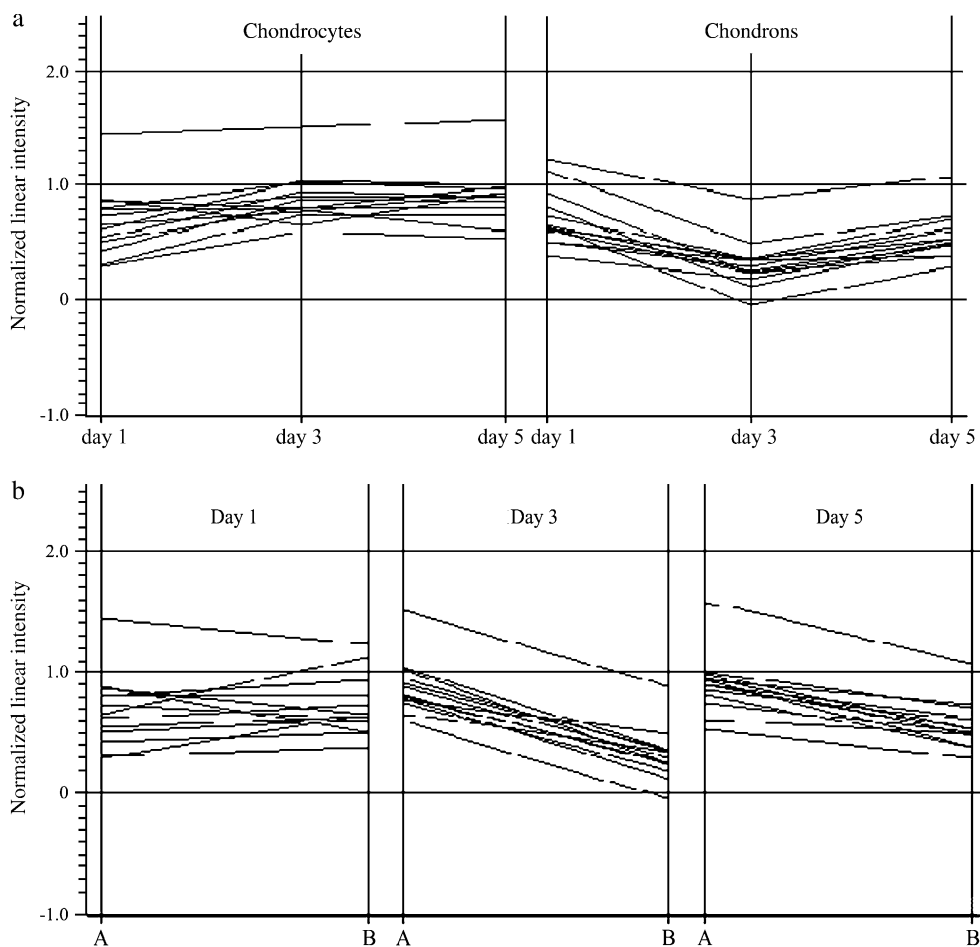 a
Chondrocytes
Chondrons
Normalized linear intensity
2.0
1.0
0
-1.0
day 1
day 3
day 5
day 1
day 3
day 5
b
Day 1
Day 3
Day 5
Normalized linear intensity
2.0
1.0
0
-1.0
A
B
A
B
A
B